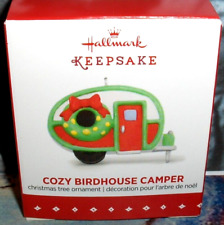 Hallmark
KEEPSAKE
COZY BIRDHOUSE CAMPER
christmas tree ornament | décoration pour l'arbre de noël